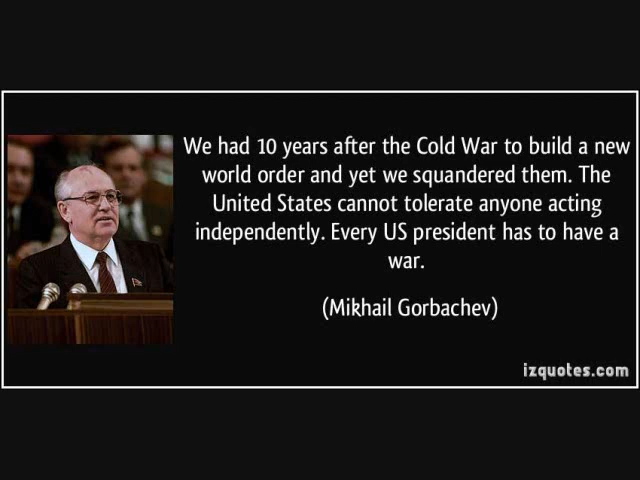 We had 10 years after the Cold War to build a new
world order and yet we squandered them. The
United States cannot tolerate anyone acting
independently. Every US president has to have a
war.
(Mikhail Gorbachev)
izquotes.com